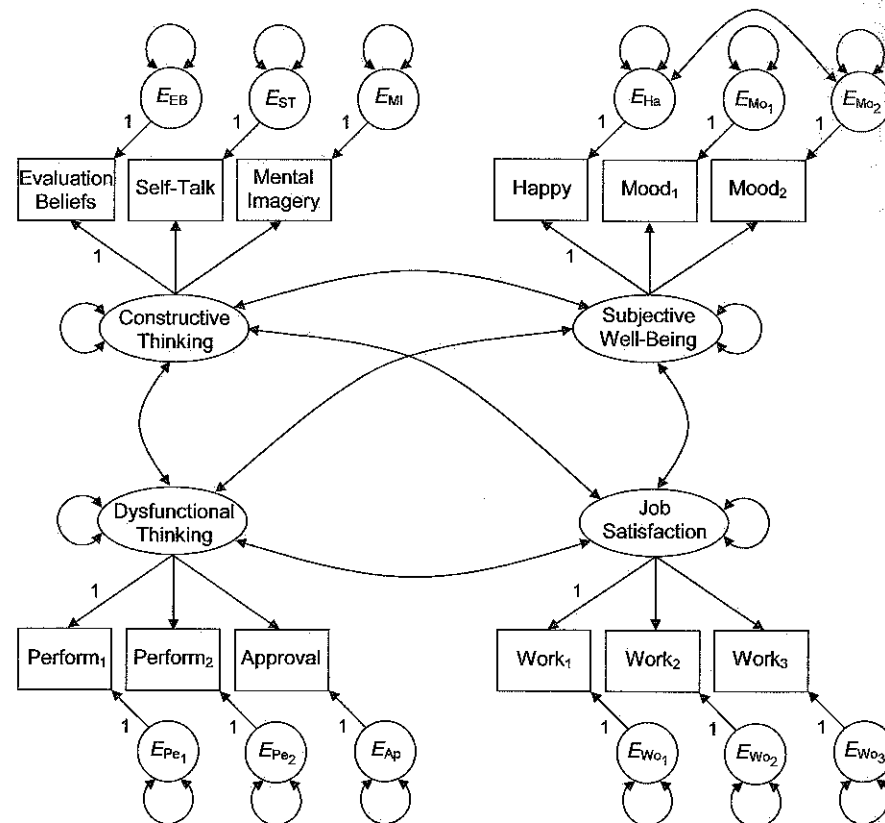 E_EB E_ST E_MI E_Ha E_Mo1 E_Mo2
1 1 1 1 1 1
Evaluation Beliefs
Self-Talk
Mental Imagery
Happy
Mood1
Mood2
1 1
Constructive Thinking
Subjective Well-Being
Dysfunctional Thinking
Job Satisfaction
1 1
Perform1
Perform2
Approval
Work1
Work2
Work3
1 1 1 1 1 1
E_Pe1 E_Pe2 E_Ap E_Wo1 E_Wo2 E_Wo3